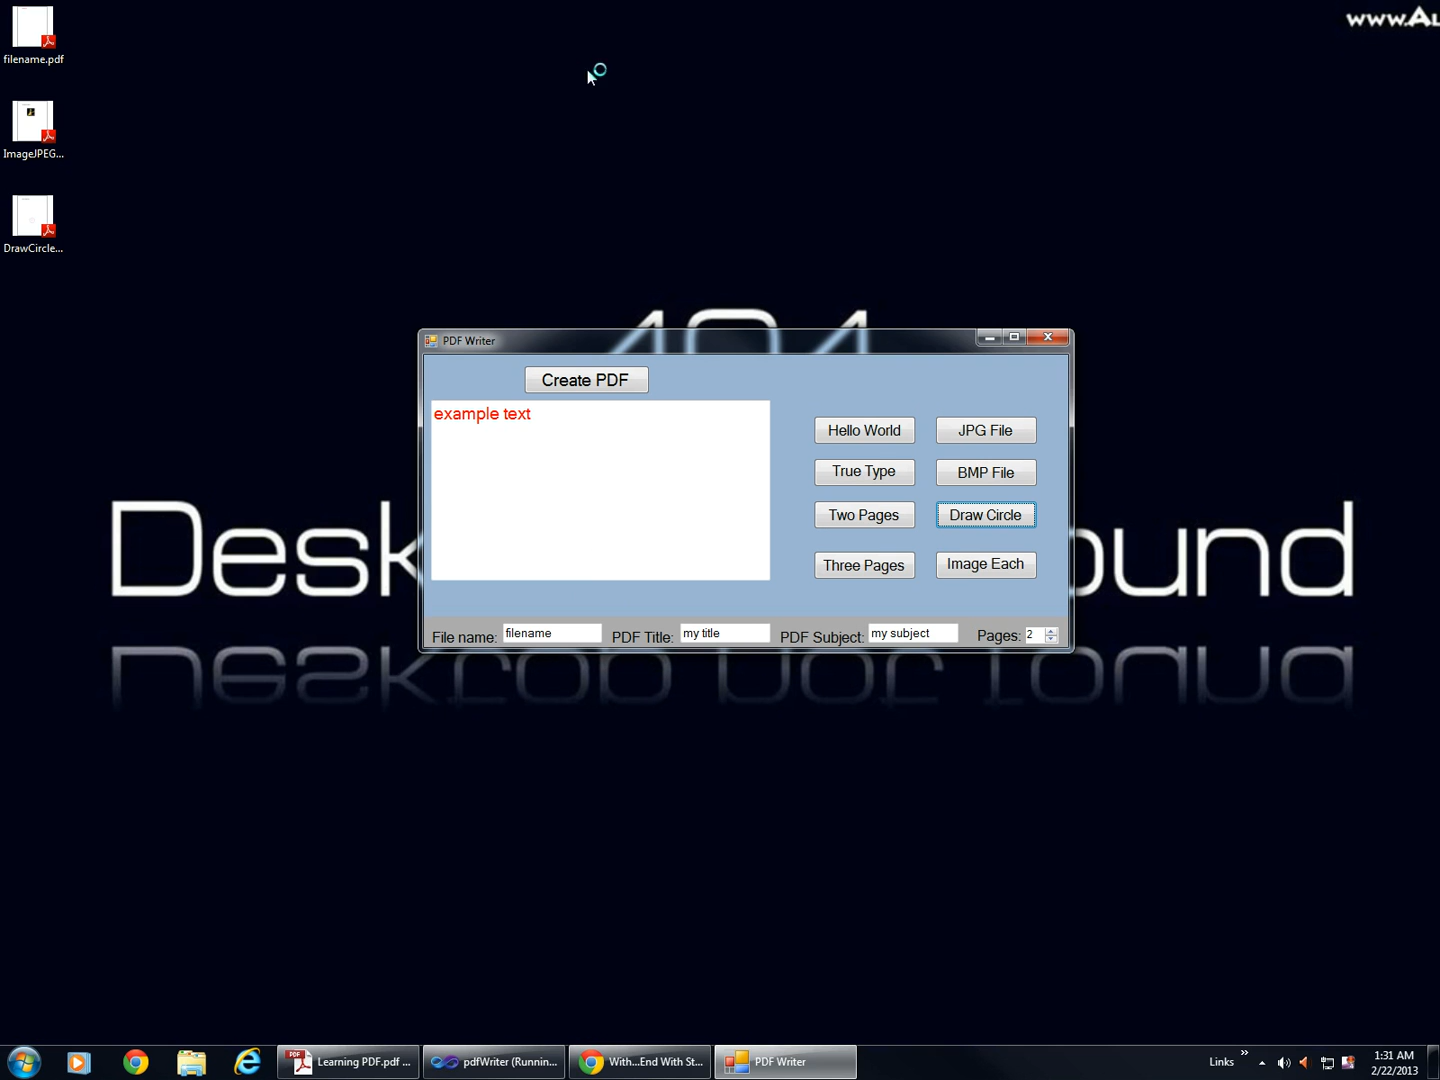 www.AL
filename.pdf
ImageJPEG...
DrawCircle...
404
PDF Writer
Create PDF
example text
Hello World
JPG File
True Type
BMP File
Two Pages
Draw Circle
Three Pages
Image Each
File name: filename PDF Title: my title PDF Subject: my subject Pages: 2
Desk
ound
PDF
Learning PDF.pdf ...
pdfWriter (Runnin...
With...End With St...
PDF Writer
Links
1:31 AM
2/22/2013